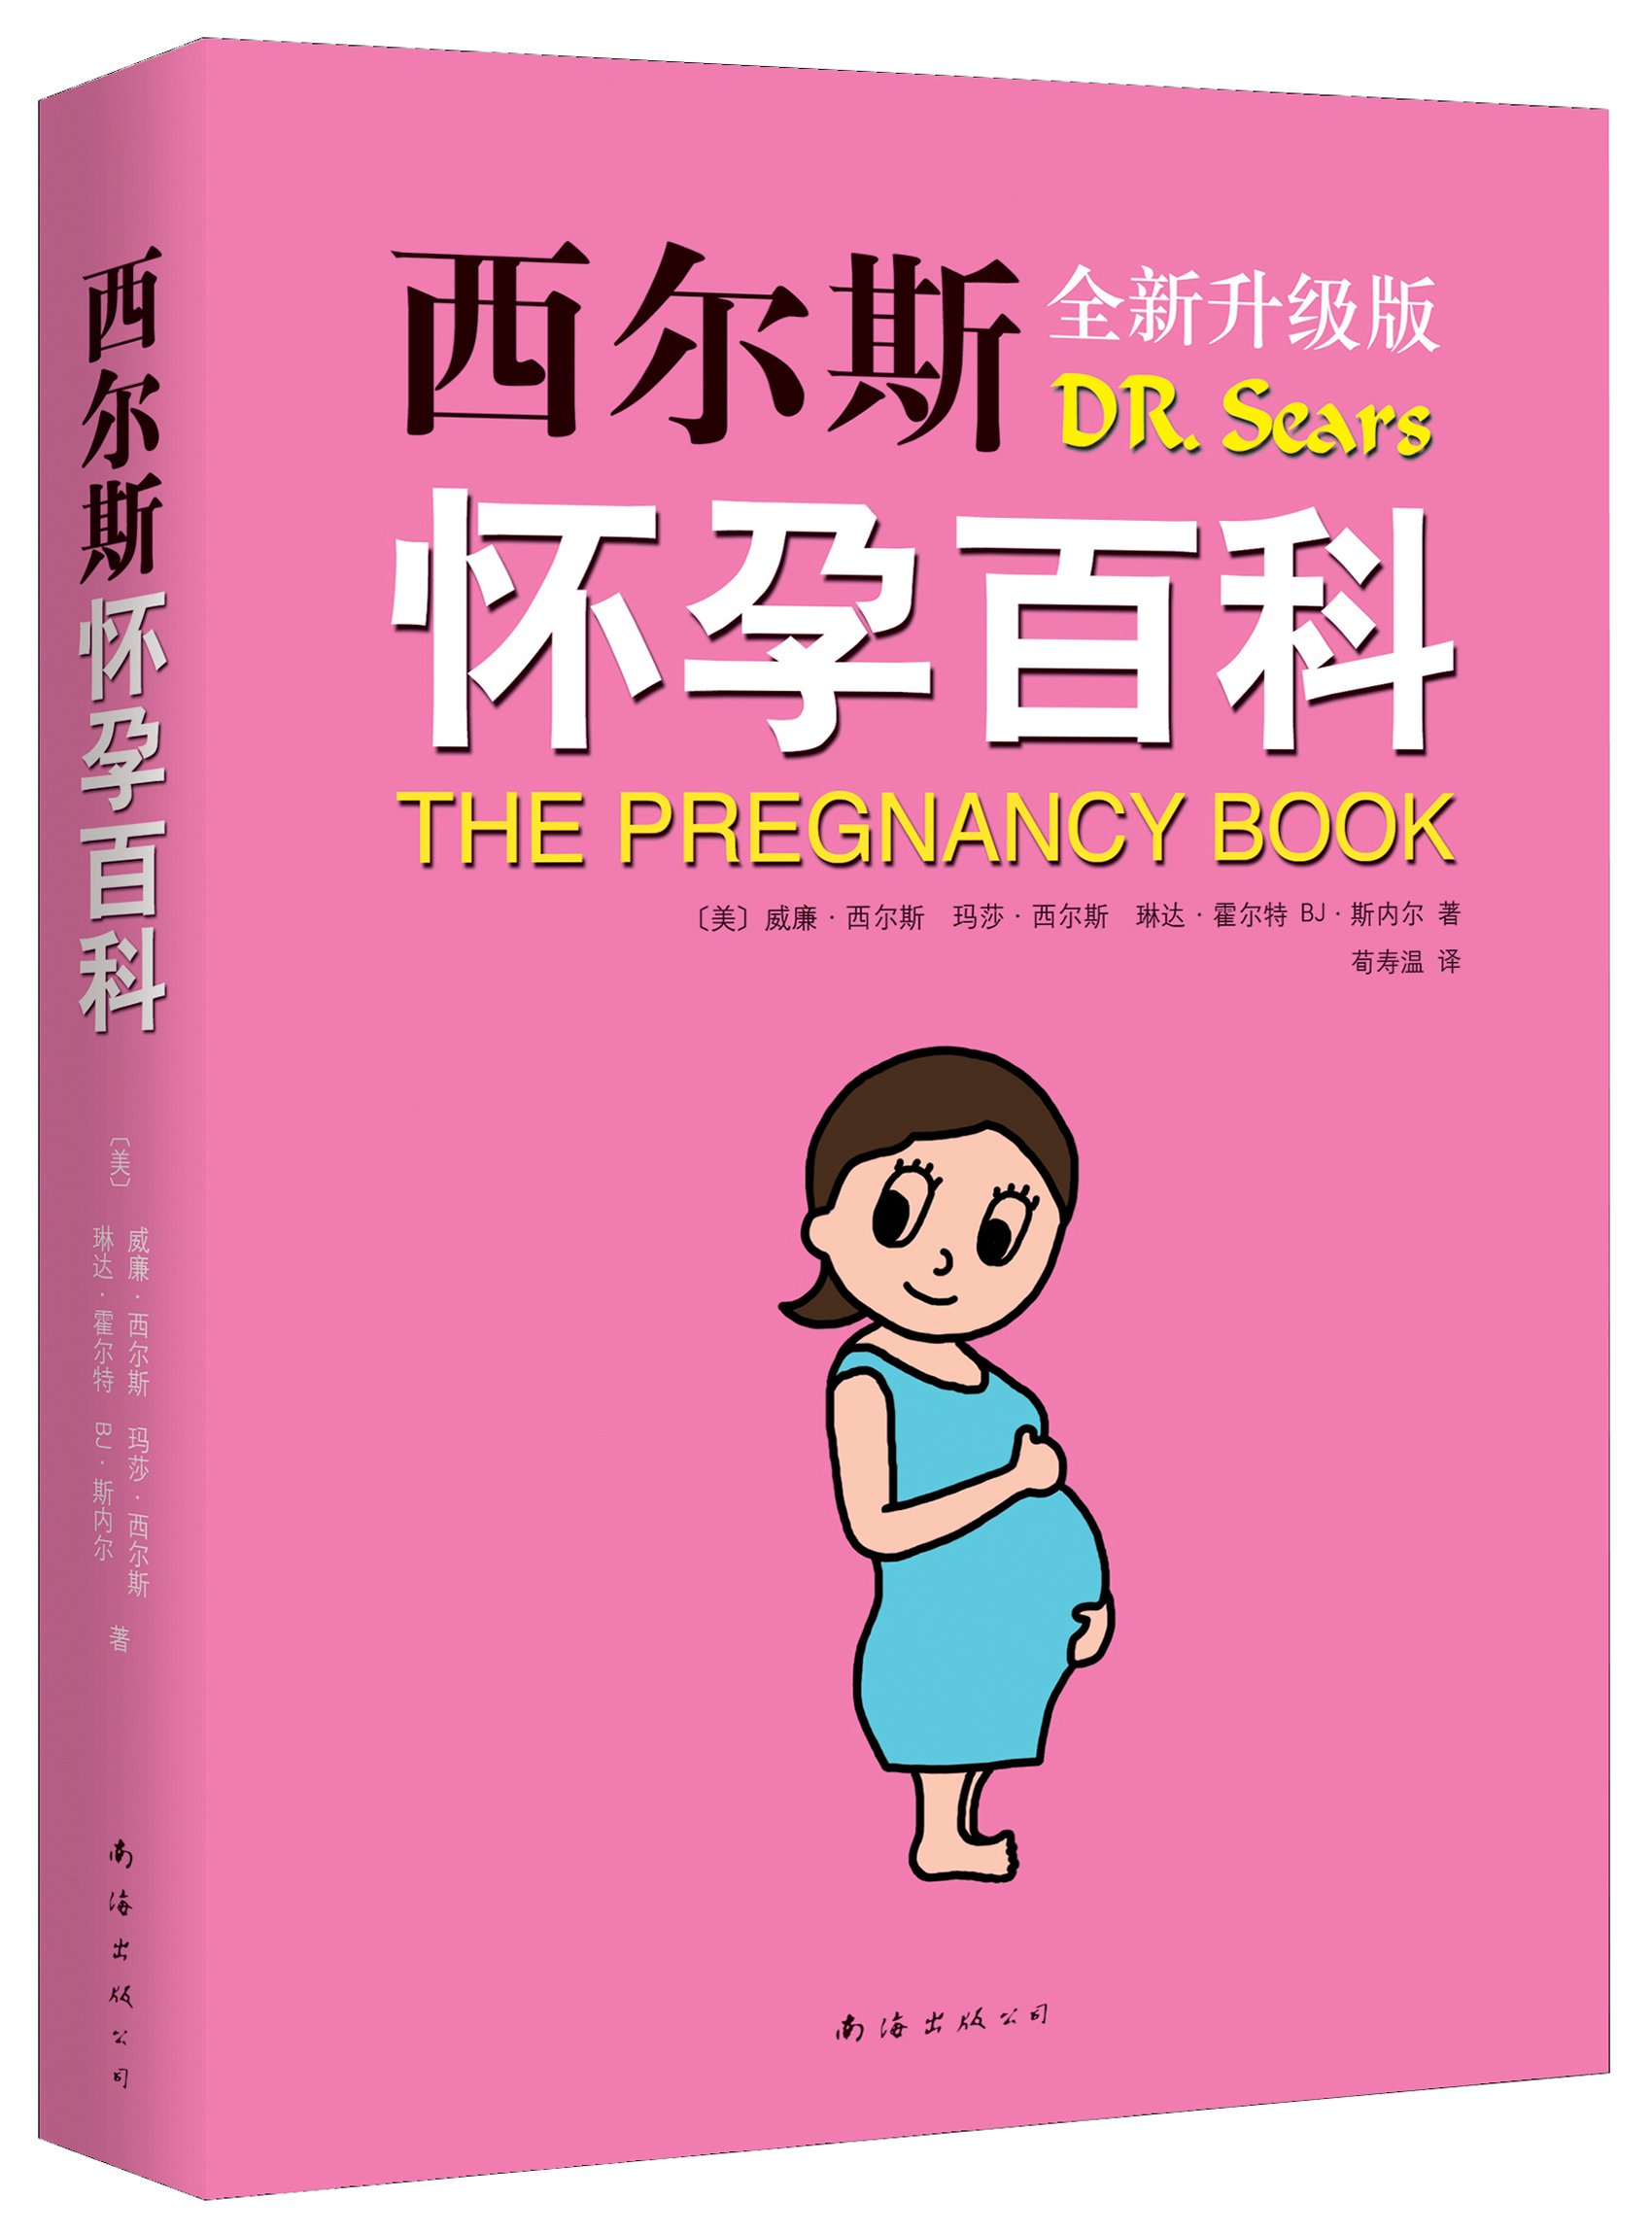 西尔斯
全新升级版
DR. Sears
怀孕百科
THE PREGNANCY BOOK
〔美〕威廉·西尔斯 玛莎·西尔斯 琳达·霍尔特 BJ·斯内尔 著
荀寿温 译
南海出版公司
西尔斯怀孕百科
〔美〕
威廉·西尔斯 玛莎·西尔斯
琳达·霍尔特 BJ·斯内尔
著
南海出版公司